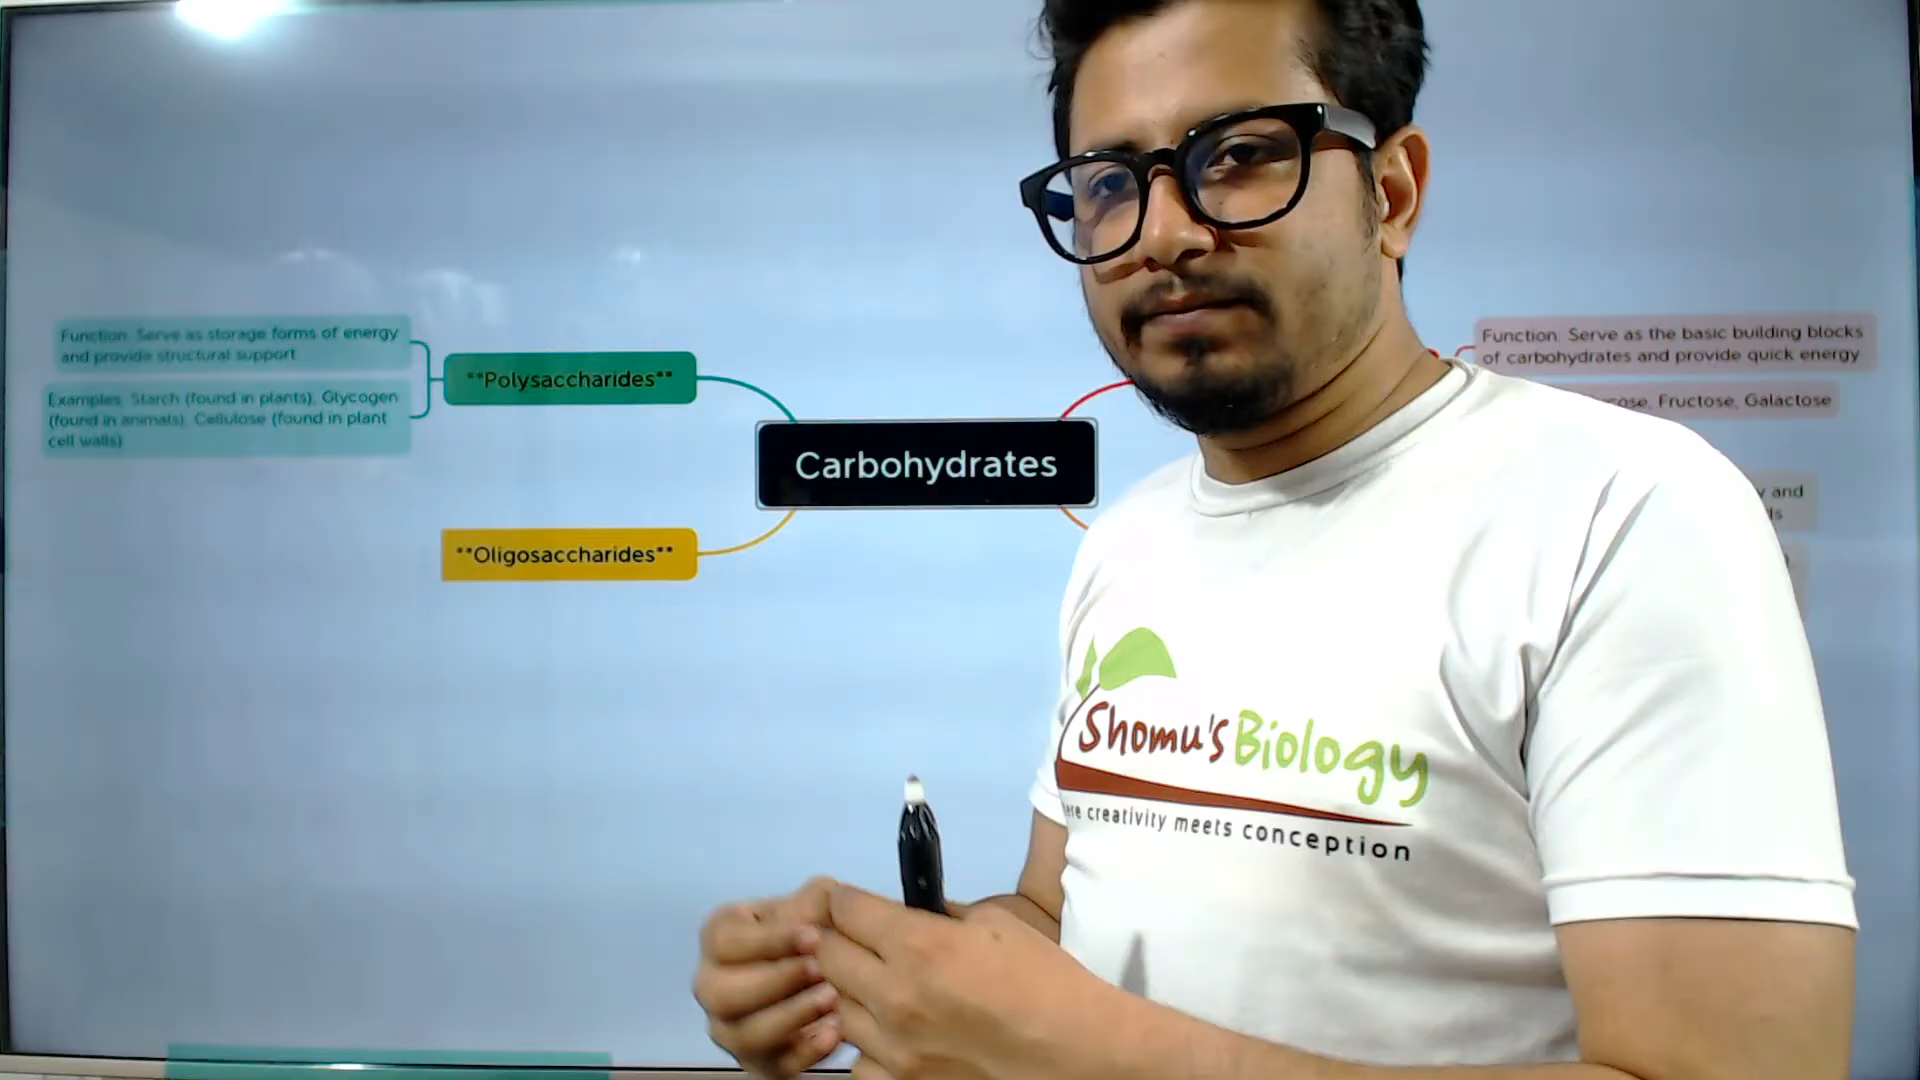 Function: Serve as storage forms of energy
and provide structural support
**Polysaccharides**
Examples: Starch (found in plants), Glycogen
(found in animals), Cellulose (found in plant
cell walls)
Carbohydrates
**Oligosaccharides**
Function: Serve as the basic building blocks
of carbohydrates and provide quick energy
Fructose, Galactose
and
Shomu's Biology
creativity meets conception